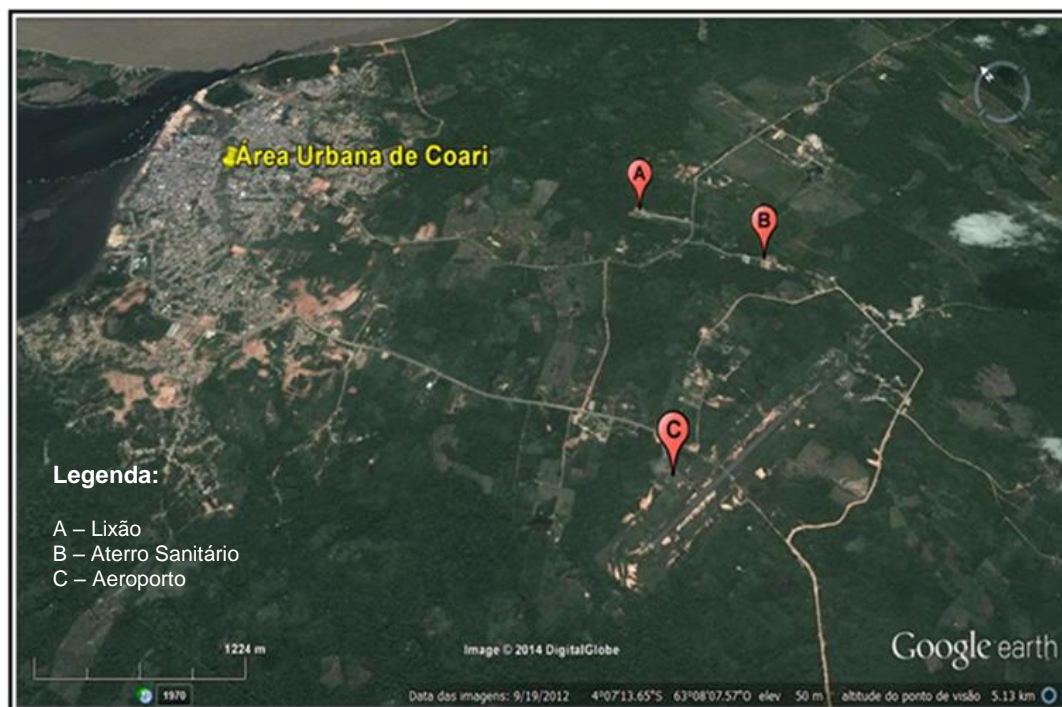 N
Área Urbana de Coari
A
B
C
Legenda:
A – Lixão
B – Aterro Sanitário
C – Aeroporto
1224 m
Image © 2014 DigitalGlobe
Google earth
1970
Data das imagens: 9/19/2012 4°07'13.65"S 63°08'07.57"O elev 50 m altitude do ponto de visão 5.13 km